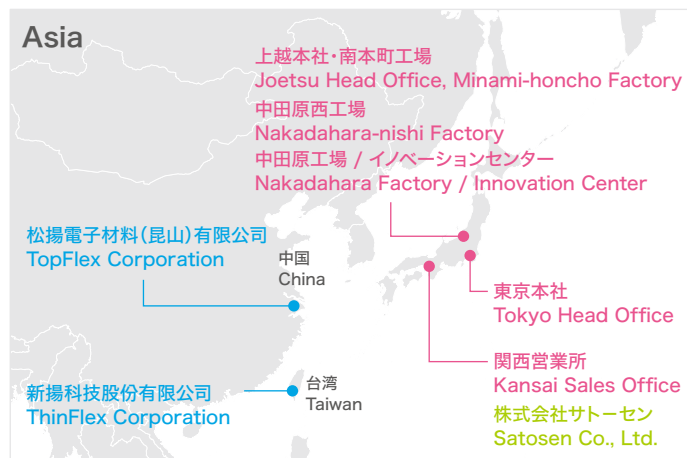 Asia
上越本社・南本町工場
Joetsu Head Office, Minami-honcho Factory
中田原西工場
Nakadahara-nishi Factory
中田原工場 / イノベーションセンター
Nakadahara Factory / Innovation Center
松揚電子材料(昆山)有限公司
TopFlex Corporation
中国
China
東京本社
Tokyo Head Office
関西営業所
Kansai Sales Office
株式会社サトーセン
Satosen Co., Ltd.
台湾
Taiwan
新揚科技股份有限公司
ThinFlex Corporation